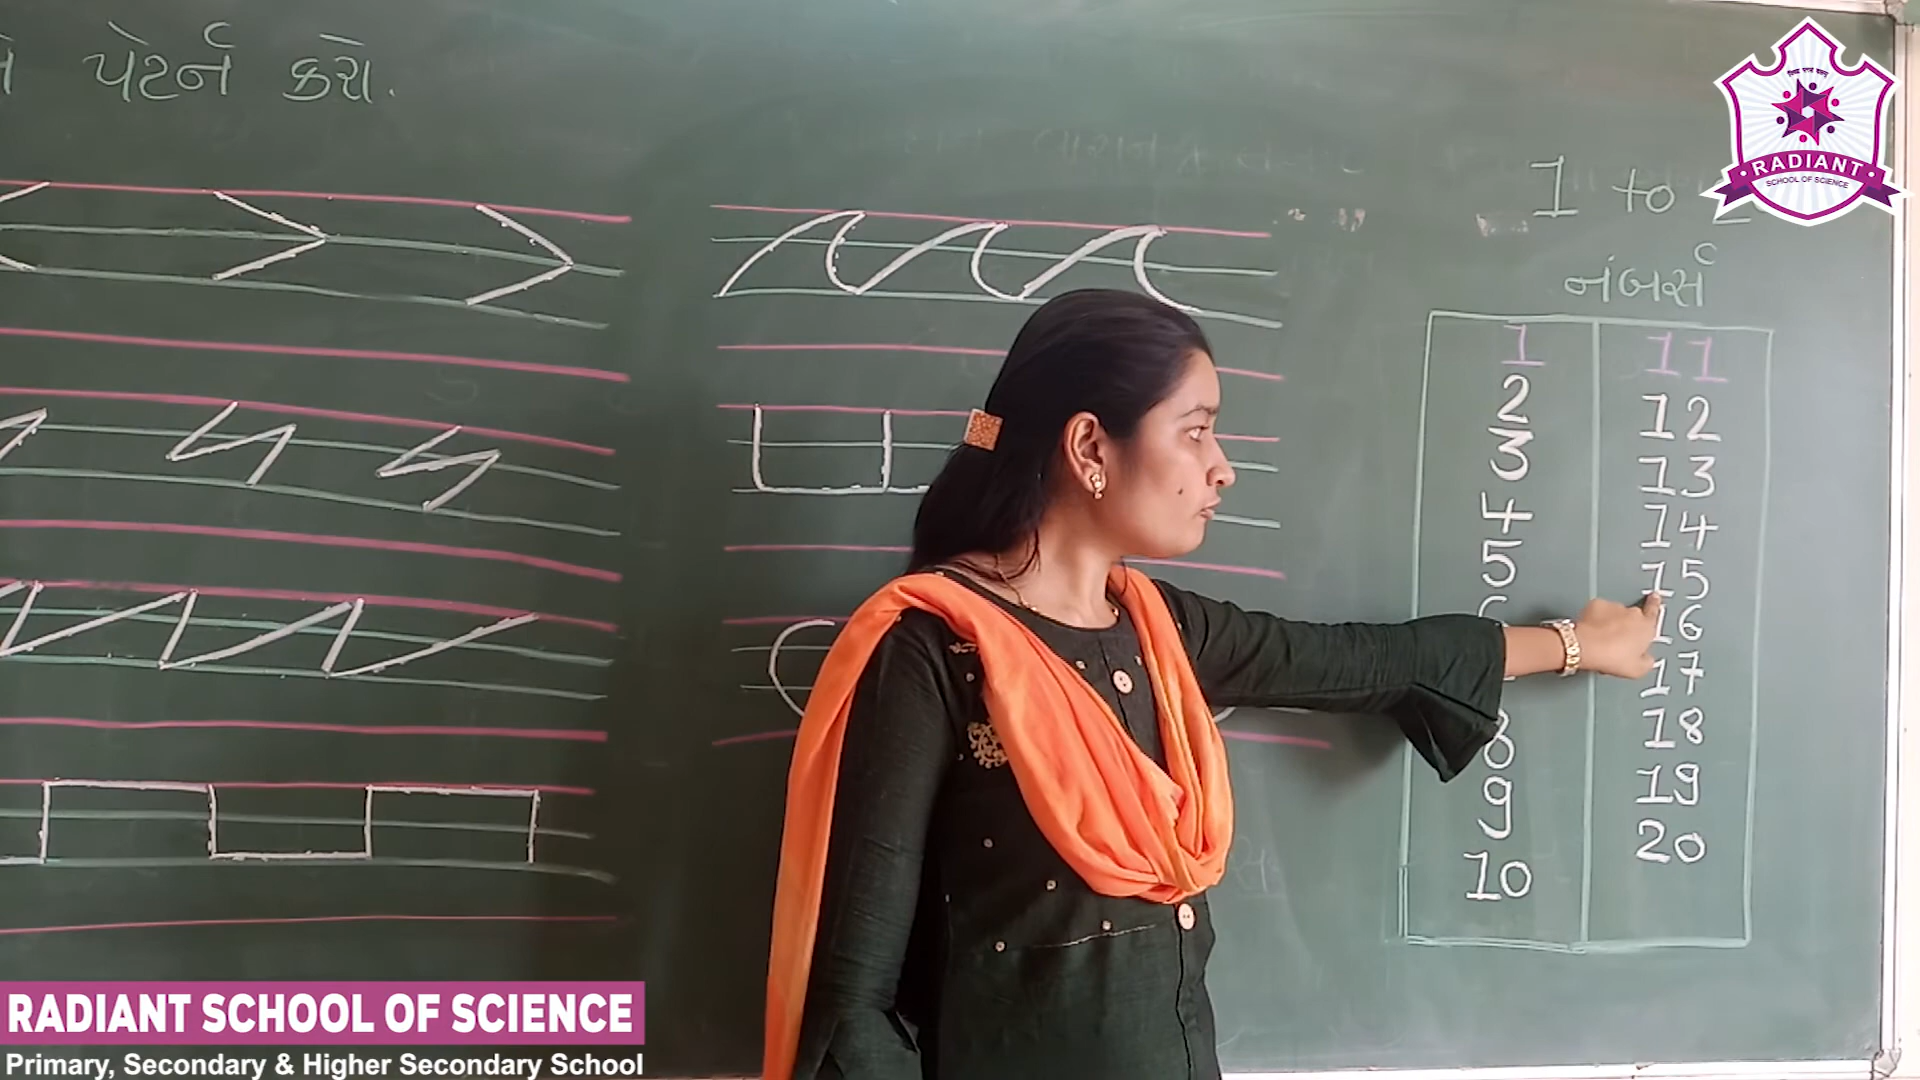 પેટર્ન કરો.
1 to
નંબર્સ
1 11
2 12
3 13
4 14
5 15
16
17
8 18
9 19
10 20
RADIANT
SCHOOL OF SCIENCE
RADIANT SCHOOL OF SCIENCE
Primary, Secondary & Higher Secondary School